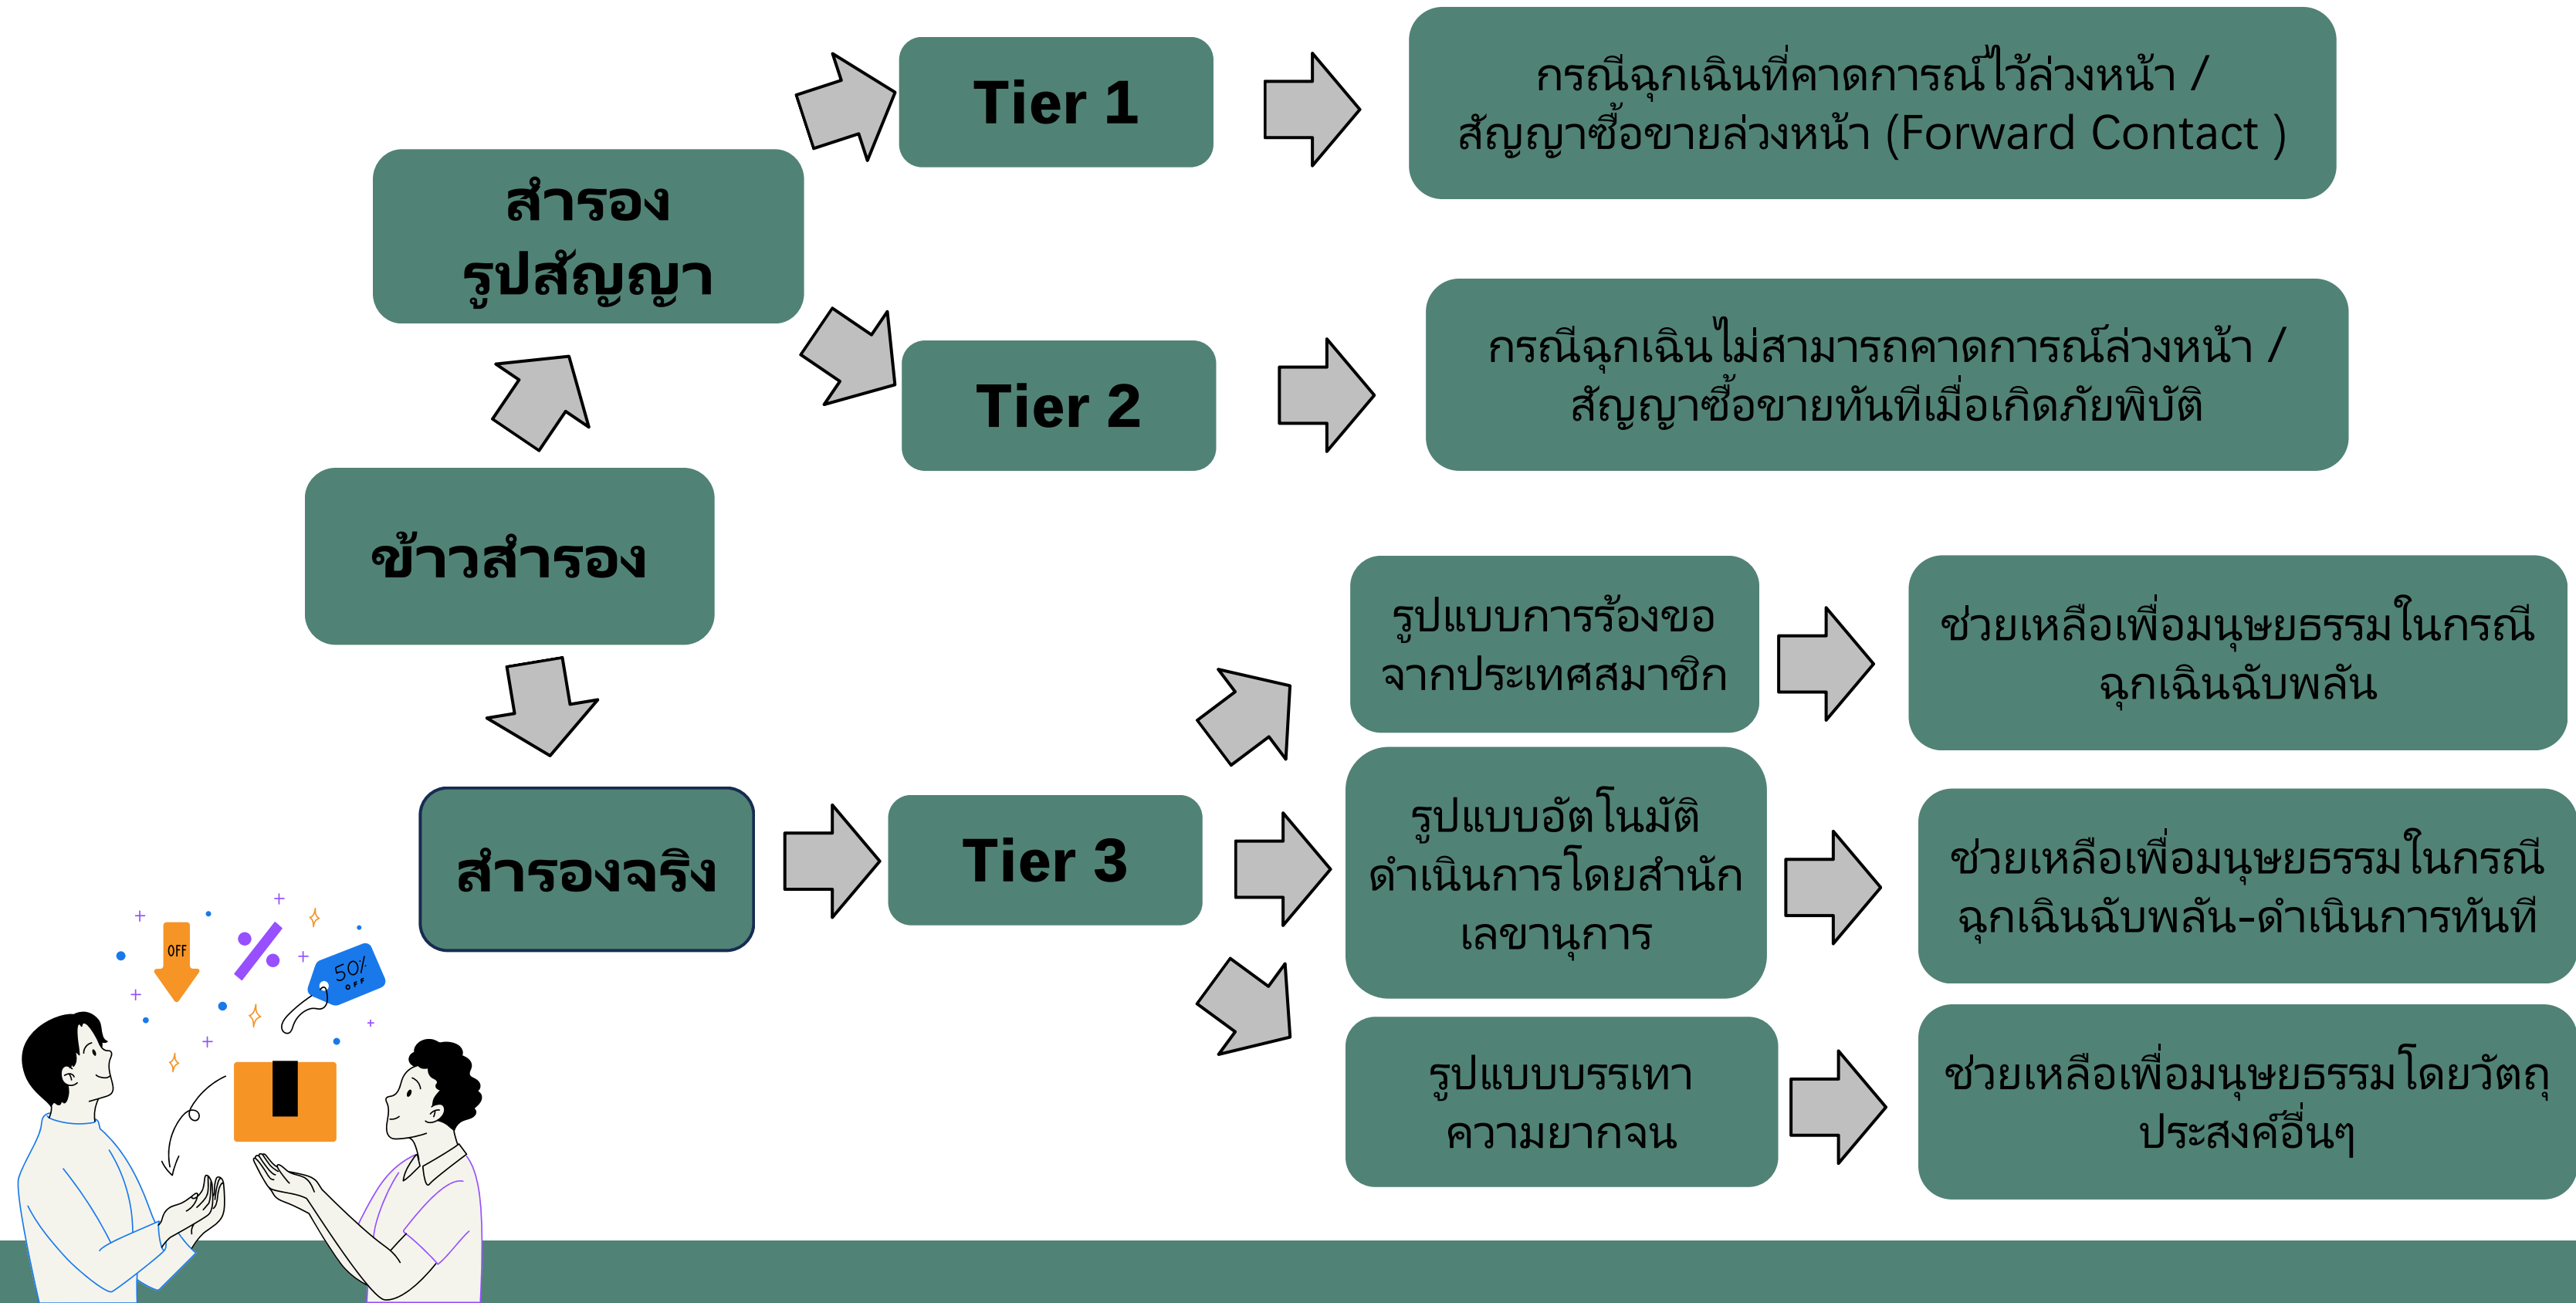 Tier 1
กรณีฉุกเฉินที่คาดการณ์ไว้ล่วงหน้า /
สัญญาซื้อขายล่วงหน้า (Forward Contact )
สำรอง
รูปสัญญา
Tier 2
กรณีฉุกเฉินไม่สามารถคาดการณ์ล่วงหน้า /
สัญญาซื้อขายทันทีเมื่อเกิดภัยพิบัติ
ข้าวสำรอง
สำรองจริง
Tier 3
รูปแบบการร้องขอ
จากประเทศสมาชิก
ช่วยเหลือเพื่อมนุษยธรรมในกรณี
ฉุกเฉินฉับพลัน
รูปแบบอัตโนมัติ
ดำเนินการโดยสำนัก
เลขานุการ
ช่วยเหลือเพื่อมนุษยธรรมในกรณี
ฉุกเฉินฉับพลัน-ดำเนินการทันที
รูปแบบบรรเทา
ความยากจน
ช่วยเหลือเพื่อมนุษยธรรมโดยวัตถุ
ประสงค์อื่นๆ
OFF
%
50%
OFF